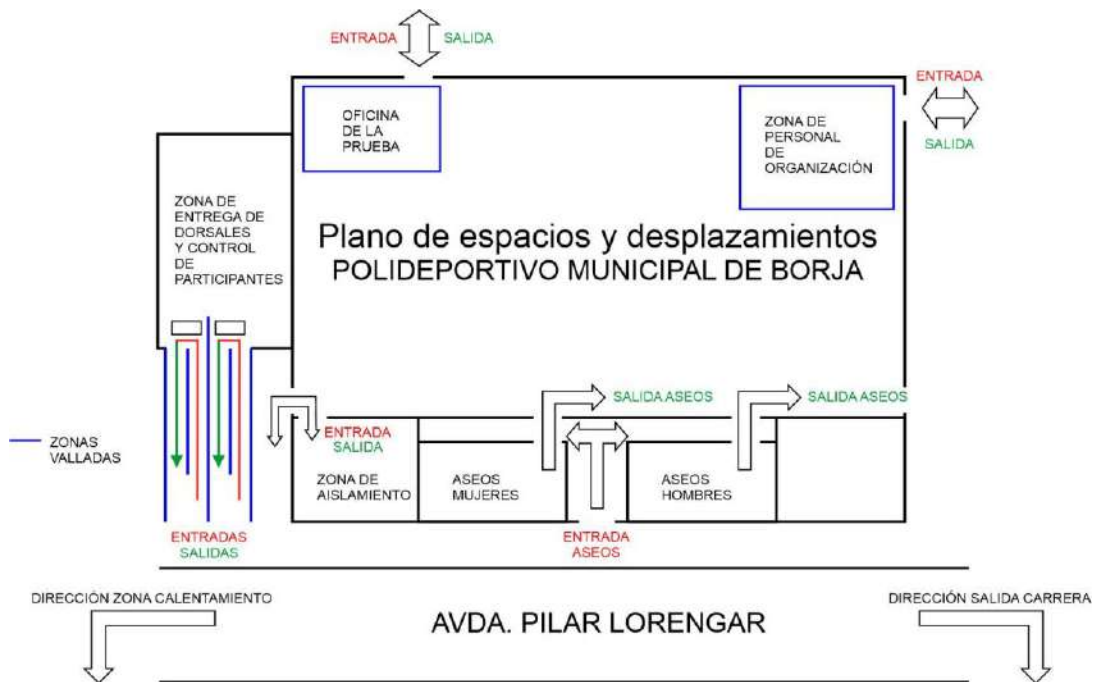 ENTRADA
SALIDA
ENTRADA
SALIDA
OFICINA
DE LA
PRUEBA
ZONA DE
PERSONAL
DE
ORGANIZACIÓN
ZONA DE
ENTREGA DE
DORSALES
Y CONTROL
DE
PARTICIPANTES
Plano de espacios y desplazamientos
POLIDEPORTIVO MUNICIPAL DE BORJA
SALIDA ASEOS
SALIDA ASEOS
ENTRADA
SALIDA
ZONAS
VALLADAS
ZONA DE
AISLAMIENTO
ASEOS
MUJERES
ASEOS
HOMBRES
ENTRADAS
SALIDAS
ENTRADA
ASEOS
DIRECCIÓN ZONA CALENTAMIENTO
DIRECCIÓN SALIDA CARRERA
AVDA. PILAR LORENGAR